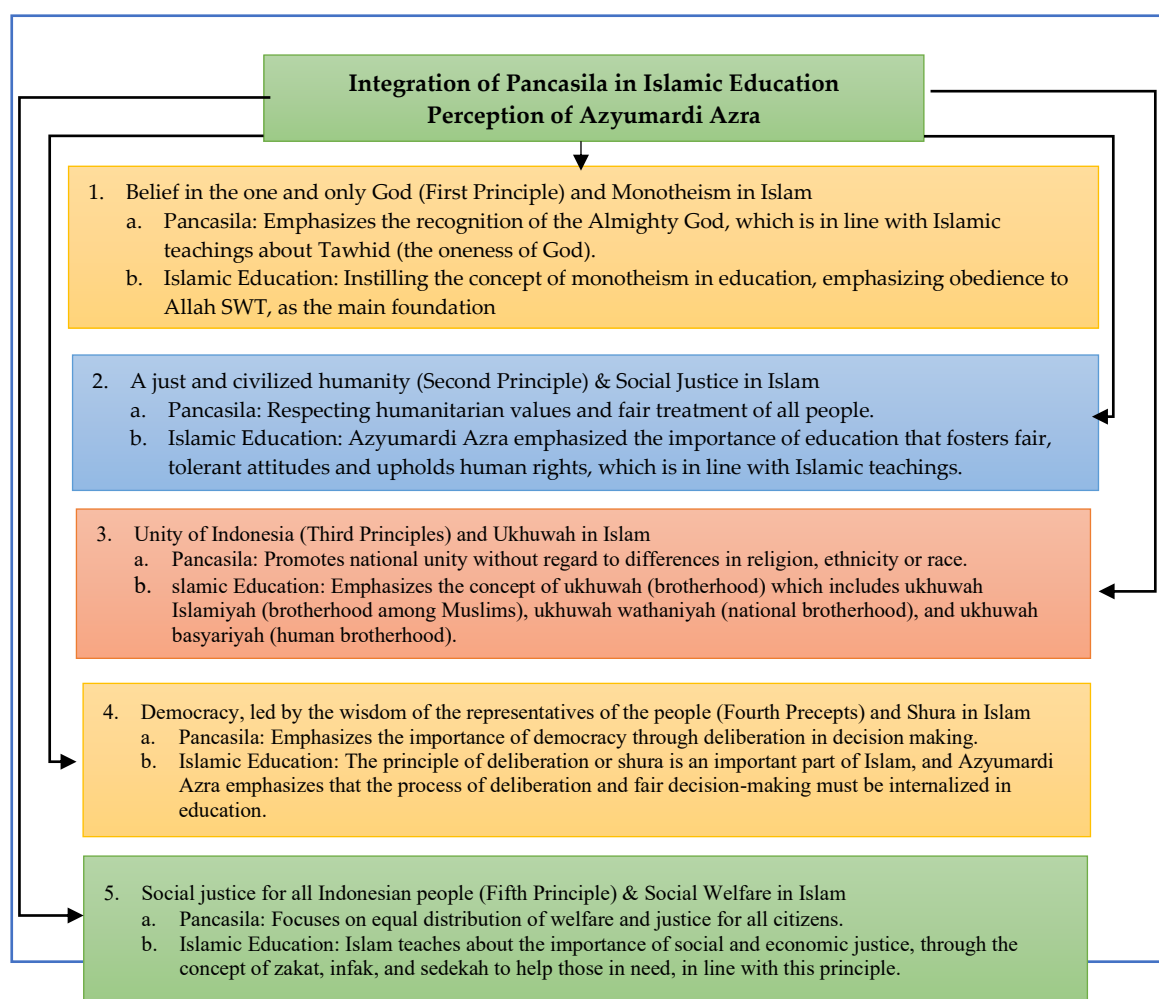 Integration of Pancasila in Islamic Education
Perception of Azyumardi Azra
1. Belief in the one and only God (First Principle) and Monotheism in Islam
a. Pancasila: Emphasizes the recognition of the Almighty God, which is in line with Islamic
teachings about Tawhid (the oneness of God).
b. Islamic Education: Instilling the concept of monotheism in education, emphasizing obedience to
Allah SWT, as the main foundation
2. A just and civilized humanity (Second Principle) & Social Justice in Islam
a. Pancasila: Respecting humanitarian values and fair treatment of all people.
b. Islamic Education: Azyumardi Azra emphasized the importance of education that fosters fair,
tolerant attitudes and upholds human rights, which is in line with Islamic teachings.
3. Unity of Indonesia (Third Principles) and Ukhuwah in Islam
a. Pancasila: Promotes national unity without regard to differences in religion, ethnicity or race.
b. slamic Education: Emphasizes the concept of ukhuwah (brotherhood) which includes ukhuwah
Islamiyah (brotherhood among Muslims), ukhuwah wathaniyah (national brotherhood), and ukhuwah
basyariyah (human brotherhood).
4. Democracy, led by the wisdom of the representatives of the people (Fourth Precepts) and Shura in Islam
a. Pancasila: Emphasizes the importance of democracy through deliberation in decision making.
b. Islamic Education: The principle of deliberation or shura is an important part of Islam, and Azyumardi
Azra emphasizes that the process of deliberation and fair decision-making must be internalized in
education.
5. Social justice for all Indonesian people (Fifth Principle) & Social Welfare in Islam
a. Pancasila: Focuses on equal distribution of welfare and justice for all citizens.
b. Islamic Education: Islam teaches about the importance of social and economic justice, through the
concept of zakat, infak, and sedekah to help those in need, in line with this principle.